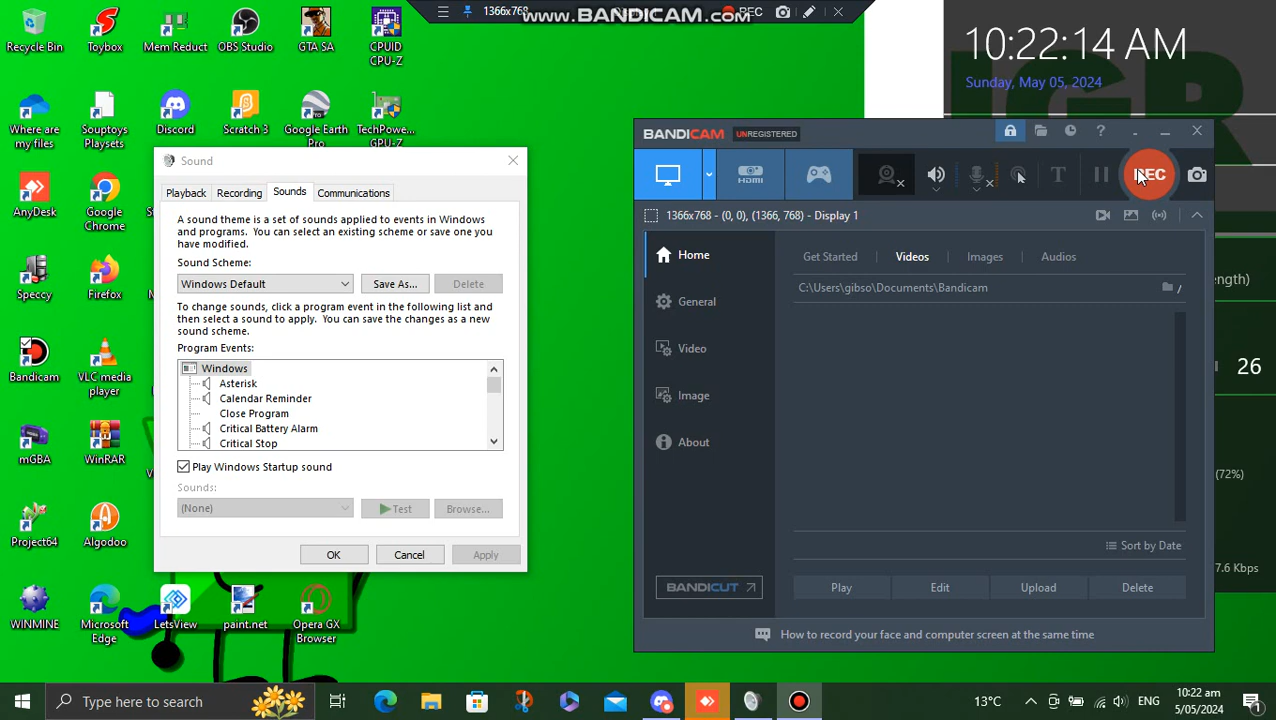 1366x768
www.BANDICAM.com
REC
10:22:14 AM
Sunday, May 05, 2024
Recycle Bin
Toybox
Mem Reduct
OBS Studio
GTA SA
CPUID
CPU-Z
Where are
my files
Souptoys
Playsets
Discord
Scratch 3
Google Earth
Pro
TechPowe...
GPU-Z
AnyDesk
Google
Chrome
Speccy
Firefox
Bandicam
VLC media
player
mGBA
WinRAR
Project64
Algodoo
WINMINE
Microsoft
Edge
LetsView
paint.net
Opera GX
Browser
Sound
Playback
Recording
Sounds
Communications
A sound theme is a set of sounds applied to events in Windows
and programs. You can select an existing scheme or save one you
have modified.
Sound Scheme:
Windows Default
Save As...
Delete
To change sounds, click a program event in the following list and
then select a sound to apply. You can save the changes as a new
sound scheme.
Program Events:
Windows
Asterisk
Calendar Reminder
Close Program
Critical Battery Alarm
Critical Stop
Play Windows Startup sound
Sounds:
(None)
Test
Browse...
OK
Cancel
Apply
BANDICAM
UNREGISTERED
REC
1366x768 - (0, 0), (1366, 768) - Display 1
Home
General
Video
Image
About
Get Started
Videos
Images
Audios
C:\Users\gibso\Documents\Bandicam
/
Sort by Date
BANDICUT
Play
Edit
Upload
Delete
How to record your face and computer screen at the same time
ength)
26
(72%)
7.6 Kbps
Type here to search
13°C
ENG
10:22 am
5/05/2024
1